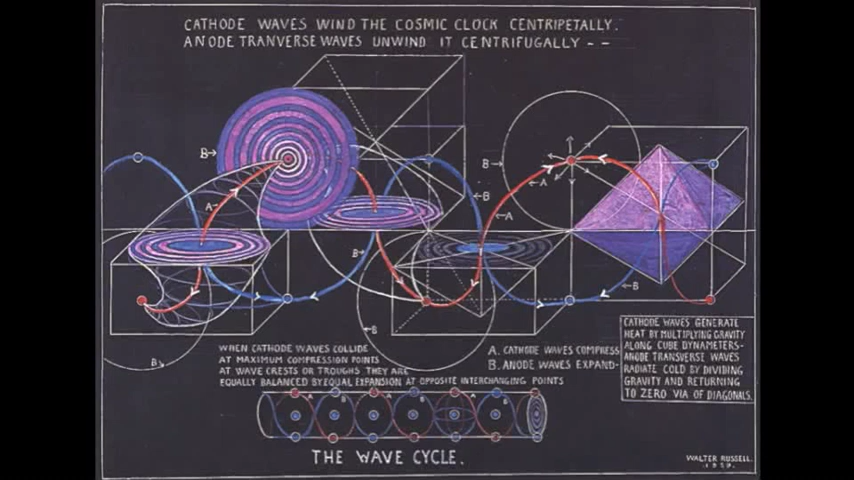 CATHODE WAVES WIND THE COSMIC CLOCK CENTRIPETALLY.
ANODE TRANVERSE WAVES UNWIND IT CENTRIFUGALLY --
B
B
A
B
A
A
B
B
B
B
B
WHEN CATHODE WAVES COLLIDE
AT MAXIMUM COMPRESSION POINTS
AT WAVE CRESTS OR TROUGHS THEY ARE
EQUALLY BALANCED BY EQUAL EXPANSION AT OPPOSITE INTERCHANGING POINTS
A. CATHODE WAVES COMPRESS
B. ANODE WAVES EXPAND-
CATHODE WAVES GENERATE
HEAT BY MULTIPLYING GRAVITY
ALONG CUBE DYNAMETERS-
ANODE TRANSVERSE WAVES
RADIATE COLD BY DIVIDING
GRAVITY AND RETURNING
TO ZERO VIA OF DIAGONALS.
A B A B A B
THE WAVE CYCLE.
WALTER RUSSELL